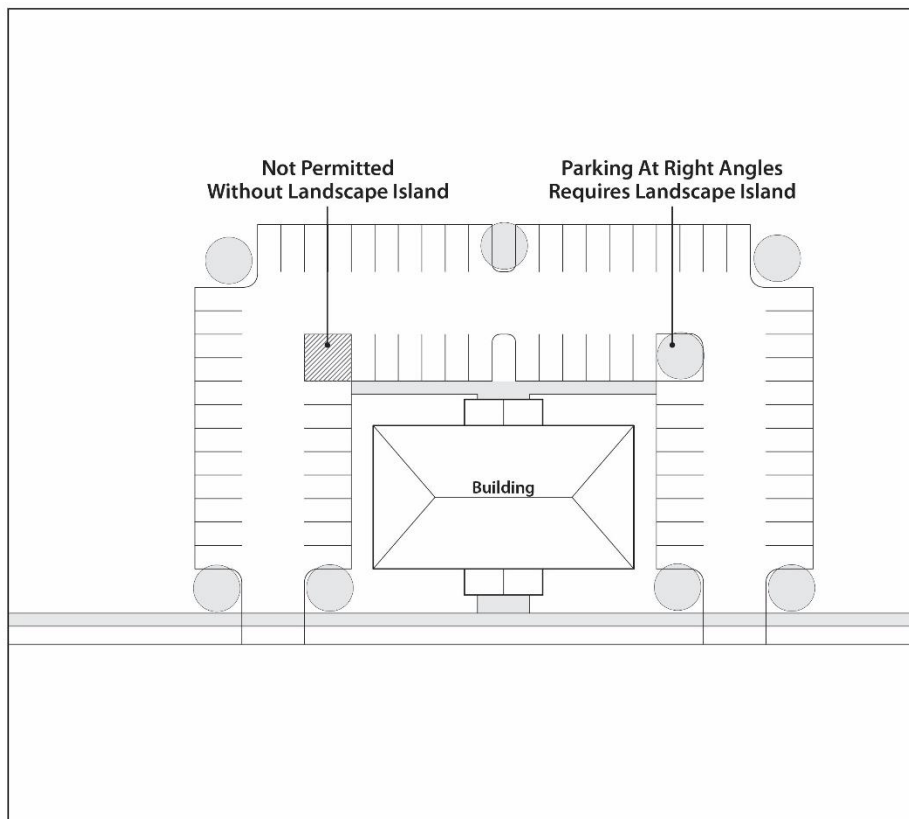 Not Permitted
Without Landscape Island
Parking At Right Angles
Requires Landscape Island
Building